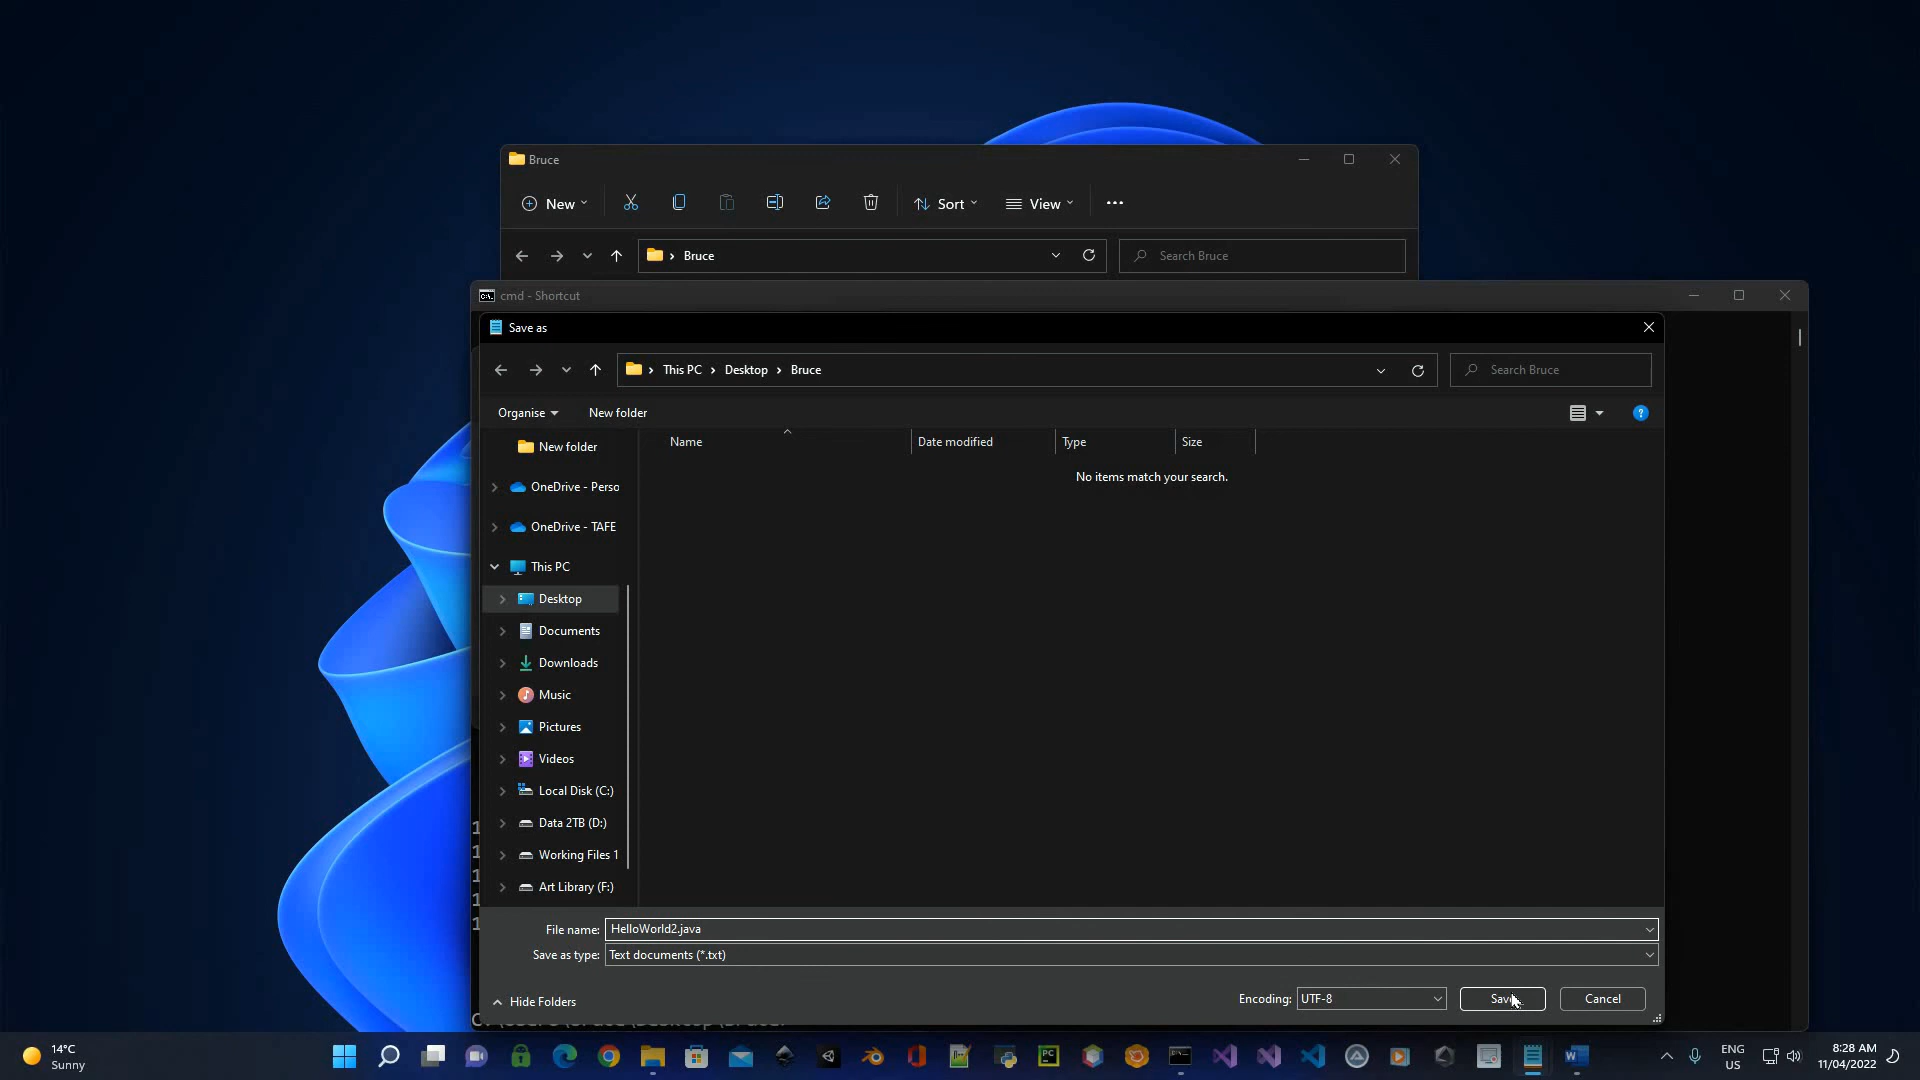 Bruce
New
Sort
View
Bruce
Search Bruce
cmd - Shortcut
Save as
This PC
Desktop
Bruce
Search Bruce
Organise
New folder
New folder
Name
Date modified
Type
Size
No items match your search.
OneDrive - Perso
OneDrive - TAFE
This PC
Desktop
Documents
Downloads
Music
Pictures
Videos
Local Disk (C:)
Data 2TB (D:)
Working Files 1
Art Library (F:)
File name: HelloWorld2.java
Save as type: Text documents (*.txt)
Hide Folders
Encoding: UTF-8
Save
Cancel
14°C
Sunny
ENG
US
8:28 AM
11/04/2022